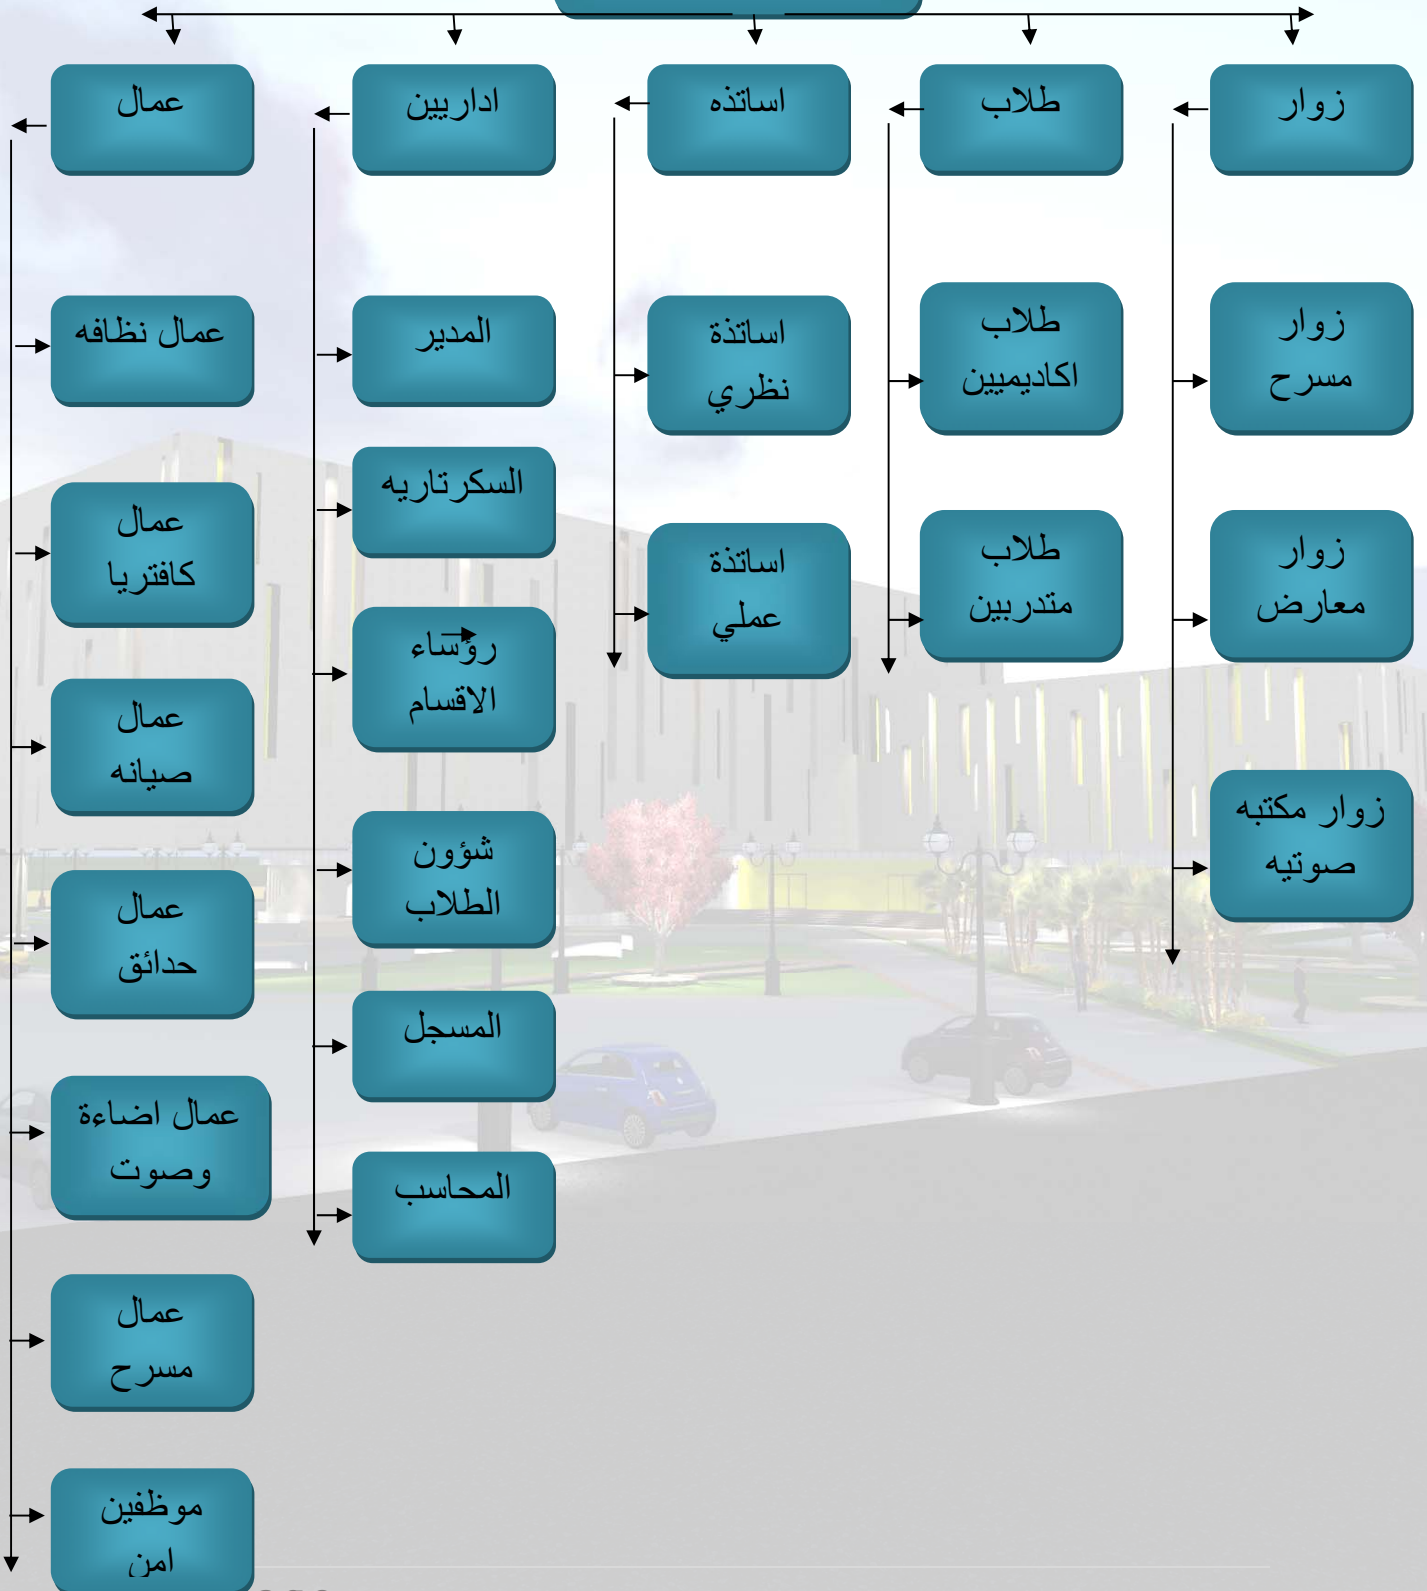 زوار
طلاب
اساتذه
اداريين
عمال
زوار
مسرح
زوار
معارض
زوار مكتبه
صوتيه
طلاب
اكاديميين
طلاب
متدربين
اساتذة
نظري
اساتذة
عملي
المدير
السكرتاريه
رؤساء
الاقسام
شؤون
الطلاب
المسجل
المحاسب
عمال نظافه
عمال
كافتريا
عمال
صيانه
عمال
حدائق
عمال اضاءة
وصوت
عمال
مسرح
موظفين
امن